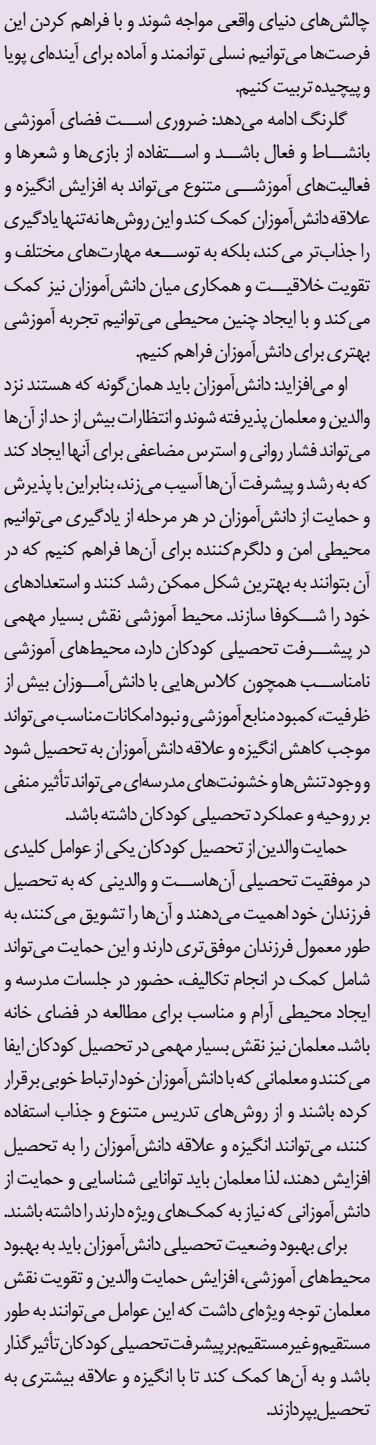 چالش‌های دنیای واقعی مواجه شوند و با فراهم کردن این
فرصت‌ها می‌توانیم نسلی توانمند و آماده برای آینده‌ای پویا
و پیچیده تربیت کنیم.
گلرنگ ادامه می‌دهد: ضروری است فضای آموزشی
بانشاط و فعال باشد و استفاده از بازی‌ها و شعرها و
فعالیت‌های آموزشی متنوع می‌تواند به افزایش انگیزه و
علاقه دانش‌آموزان کمک کند و این روش‌ها نه‌تنها یادگیری
را جذاب‌تر می‌کند، بلکه به توسعه مهارت‌های مختلف و
تقویت خلاقیت و همکاری میان دانش‌آموزان نیز کمک
می‌کند و با ایجاد چنین محیطی می‌توانیم تجربه آموزشی
بهتری برای دانش‌آموزان فراهم کنیم.
او می‌افزاید: دانش‌آموزان باید همان‌گونه که هستند نزد
والدین و معلمان پذیرفته شوند و انتظارات بیش از حد از آن‌ها
می‌تواند فشار روانی و استرس مضاعفی برای آنها ایجاد کند
که به رشد و پیشرفت آن‌ها آسیب می‌زند، بنابراین با پذیرش
و حمایت از دانش‌آموزان در هر مرحله از یادگیری می‌توانیم
محیطی امن و دلگرم‌کننده برای آن‌ها فراهم کنیم که در
آن بتوانند به بهترین شکل ممکن رشد کنند و استعدادهای
خود را شکوفا سازند. محیط آموزشی نقش بسیار مهمی
در پیشرفت تحصیلی کودکان دارد، محیط‌های آموزشی
نامناسب همچون کلاس‌هایی با دانش‌آموزان بیش از
ظرفیت، کمبود منابع آموزشی و نبود امکانات مناسب می‌تواند
موجب کاهش انگیزه و علاقه دانش‌آموزان به تحصیل شود
و وجود تنش‌ها و خشونت‌های مدرسه‌ای می‌تواند تأثیر منفی
بر روحیه و عملکرد تحصیلی کودکان داشته باشد.
حمایت والدین از تحصیل کودکان یکی از عوامل کلیدی
در موفقیت تحصیلی آن‌هاست و والدینی که به تحصیل
فرزندان خود اهمیت می‌دهند و آن‌ها را تشویق می‌کنند، به
طور معمول فرزندان موفق‌تری دارند و این حمایت می‌تواند
شامل کمک در انجام تکالیف، حضور در جلسات مدرسه و
ایجاد محیطی آرام و مناسب برای مطالعه در فضای خانه
باشد. معلمان نیز نقش بسیار مهمی در تحصیل کودکان ایفا
می‌کنند و معلمانی که با دانش‌آموزان خود ارتباط خوبی برقرار
کرده باشند و از روش‌های تدریس متنوع و جذاب استفاده
کنند، می‌توانند انگیزه و علاقه دانش‌آموزان را به تحصیل
افزایش دهند، لذا معلمان باید توانایی شناسایی و حمایت از
دانش‌آموزانی که نیاز به کمک‌های ویژه دارند را داشته باشند.
برای بهبود وضعیت تحصیلی دانش‌آموزان باید به بهبود
محیط‌های آموزشی، افزایش حمایت والدین و تقویت نقش
معلمان توجه ویژه‌ای داشت که این عوامل می‌توانند به طور
مستقیم و غیرمستقیم بر پیشرفت تحصیلی کودکان تأثیرگذار
باشد و به آن‌ها کمک کند تا با انگیزه و علاقه بیشتری به
تحصیل بپردازند.